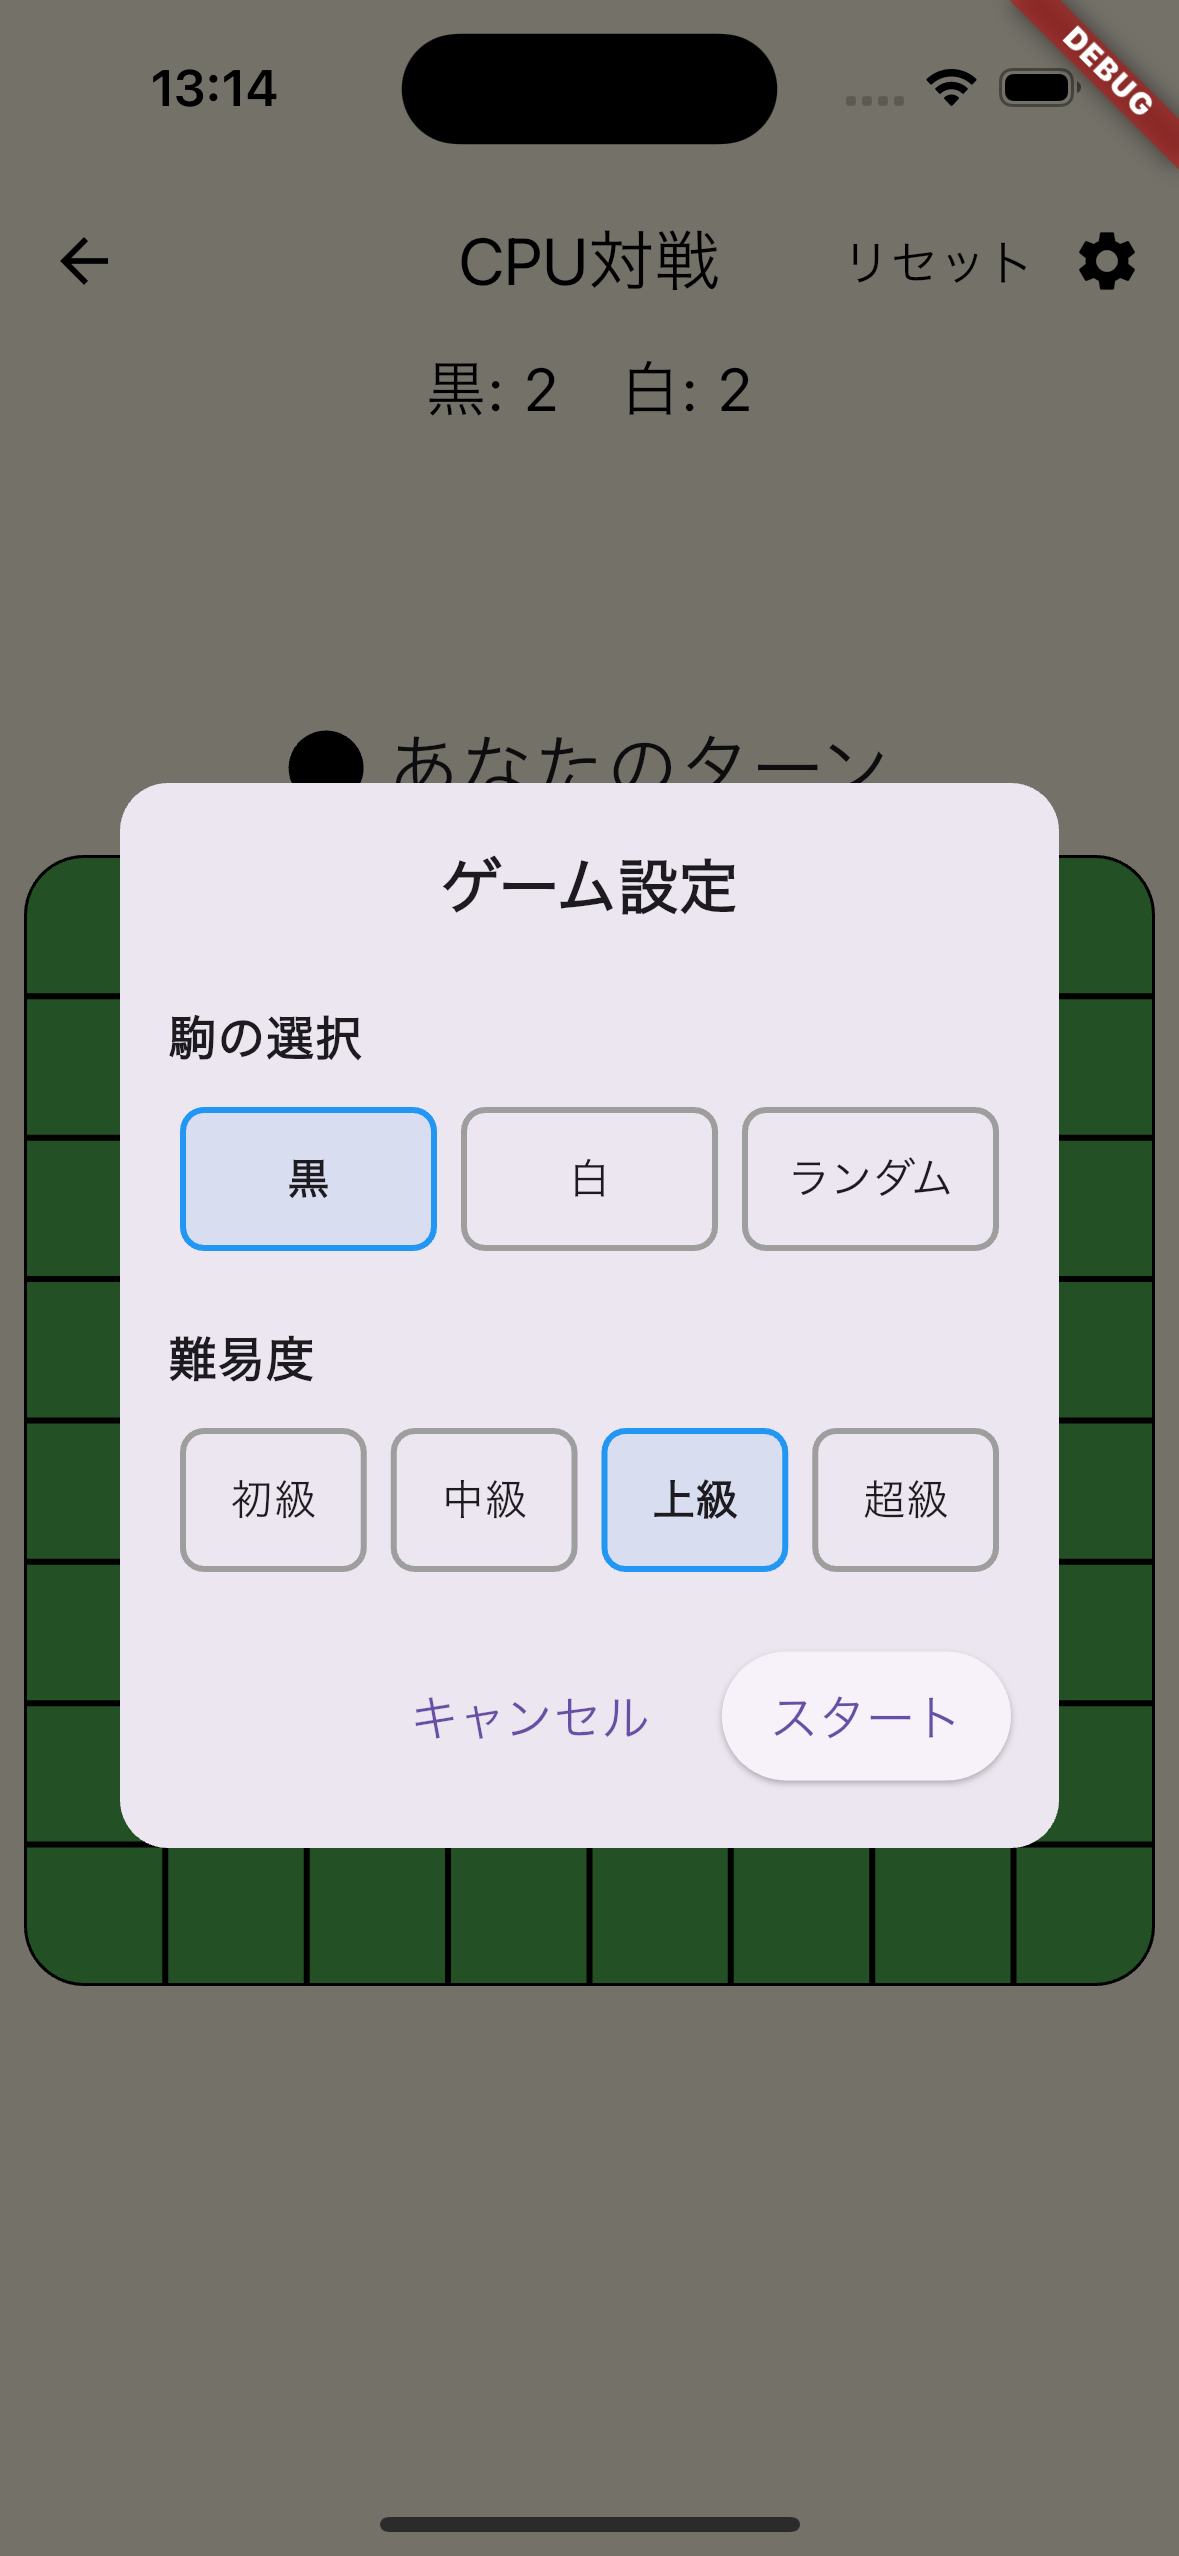 13:14
DEBUG
CPU対戦 リセット
黒: 2 白: 2
あなたのターン
ゲーム設定
駒の選択
黒 白 ランダム
難易度
初級 中級 上級 超級
キャンセル スタート